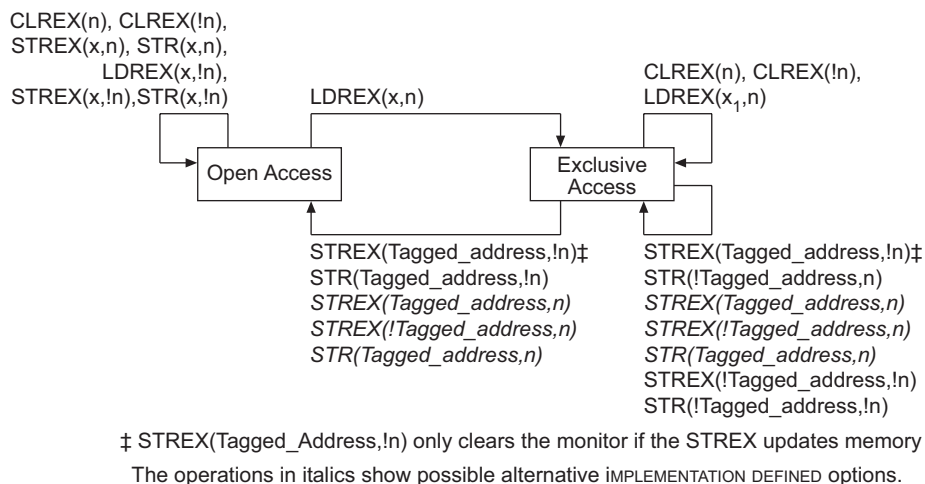 CLREX(n), CLREX(!n),
STREX(x,n), STR(x,n),
LDREX(x,!n),
STREX(x,!n),STR(x,!n)
LDREX(x,n)
CLREX(n), CLREX(!n),
LDREX(x₁,n)
Open Access
Exclusive
Access
STREX(Tagged_address,!n)‡
STR(Tagged_address,!n)
STREX(Tagged_address,n)
STREX(!Tagged_address,n)
STR(Tagged_address,n)
STREX(Tagged_address,!n)‡
STR(!Tagged_address,n)
STREX(Tagged_address,n)
STREX(!Tagged_address,n)
STR(Tagged_address,n)
STREX(!Tagged_address,!n)
STR(!Tagged_address,!n)
‡ STREX(Tagged_Address,!n) only clears the monitor if the STREX updates memory
The operations in italics show possible alternative IMPLEMENTATION DEFINED options.